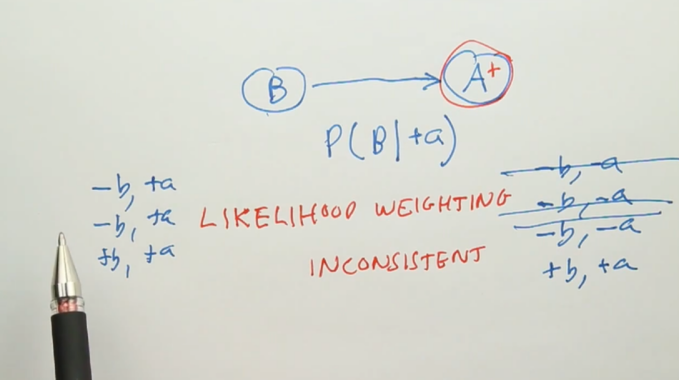 B
A+
P(B|+a)
-b, +a
-b, +a
+b, +a
LIKELIHOOD WEIGHTING
INCONSISTENT
-b, -a
-b, -a
-b, -a
+b, +a